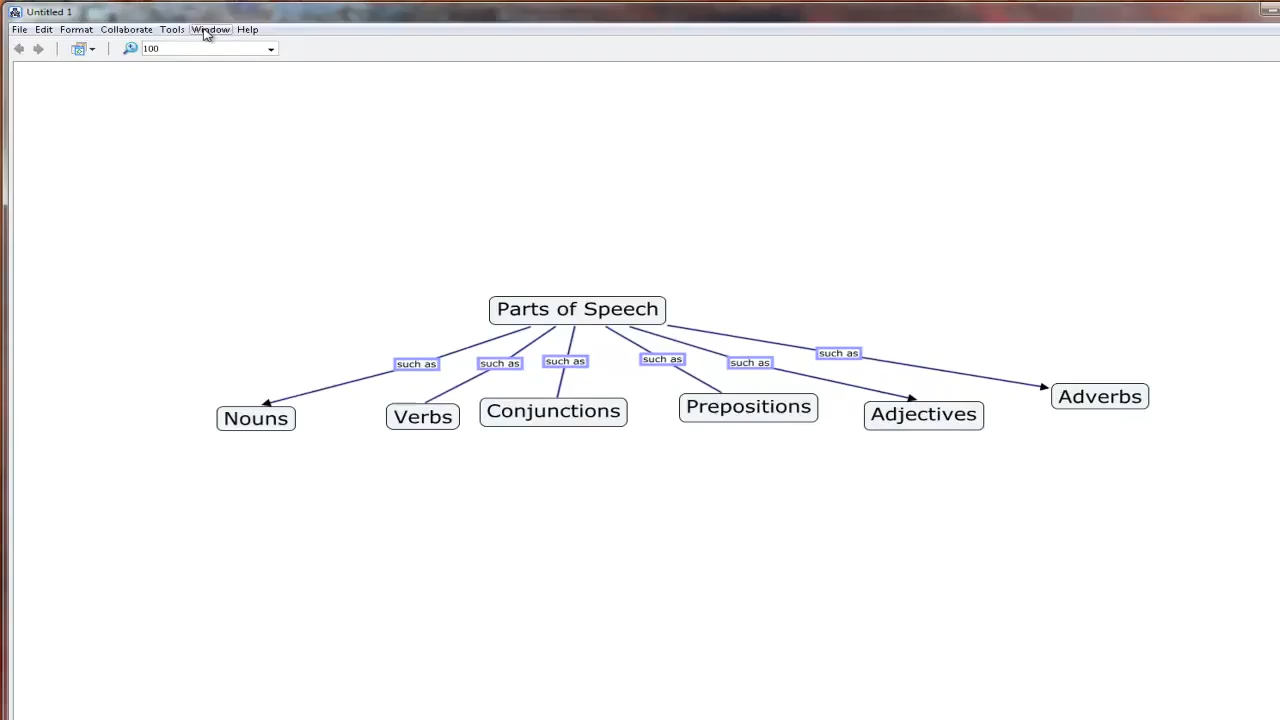 Untitled 1
File Edit Format Collaborate Tools Window Help
100
Parts of Speech
such as such as such as such as such as such as
Nouns Verbs Conjunctions Prepositions Adjectives Adverbs